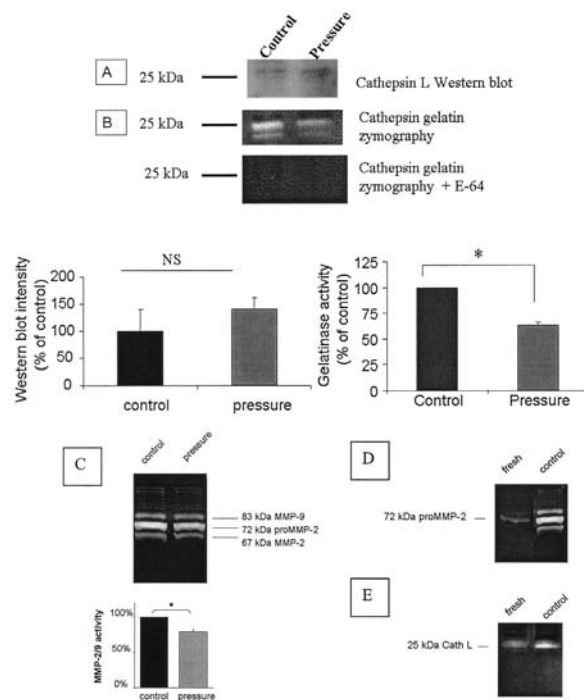 Control Pressure
A 25 kDa Cathepsin L Western blot
B 25 kDa Cathepsin gelatin
zymography
25 kDa Cathepsin gelatin
zymography + E-64
NS
200
150
100
50
0
Western blot intensity
(% of control)
control pressure
*
125
100
75
50
25
0
Gelatinase activity
(% of control)
Control Pressure
C
control pressure
83 kDa MMP-9
72 kDa proMMP-2
67 kDa MMP-2
*
100%
50%
0%
MMP-2/9 activity
control pressure
D
fresh control
72 kDa proMMP-2
E
fresh control
25 kDa Cath L